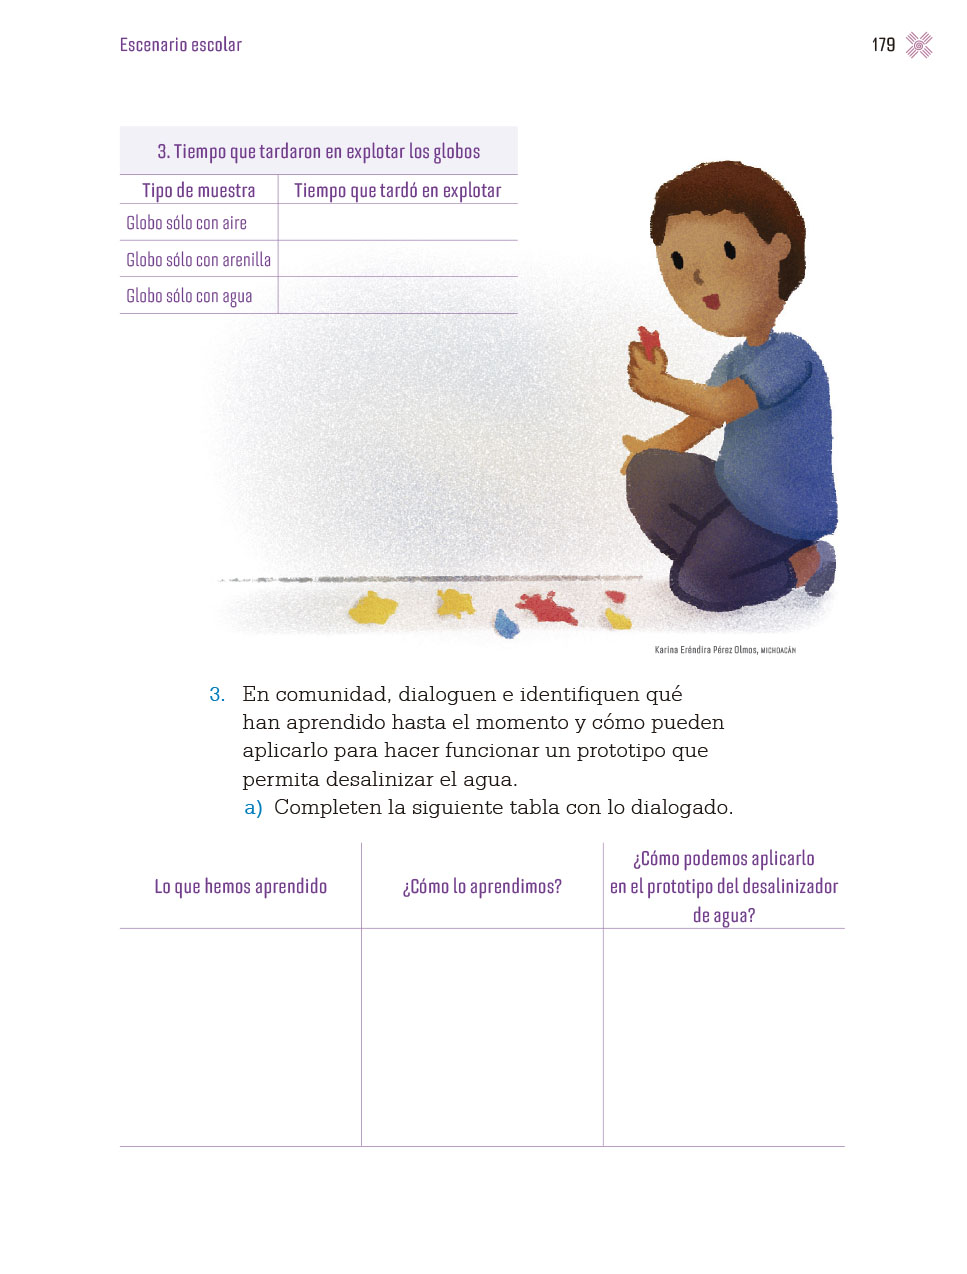 Escenario escolar
179
3. Tiempo que tardaron en explotar los globos
Tipo de muestra
Tiempo que tardó en explotar
Globo sólo con aire
Globo sólo con arenilla
Globo sólo con agua
Karina Eréndira Pérez Olmos, MICHOACÁN
3. En comunidad, dialoguen e identifiquen qué
han aprendido hasta el momento y cómo pueden
aplicarlo para hacer funcionar un prototipo que
permita desalinizar el agua.
a) Completen la siguiente tabla con lo dialogado.
Lo que hemos aprendido
¿Cómo lo aprendimos?
¿Cómo podemos aplicarlo
en el prototipo del desalinizador
de agua?